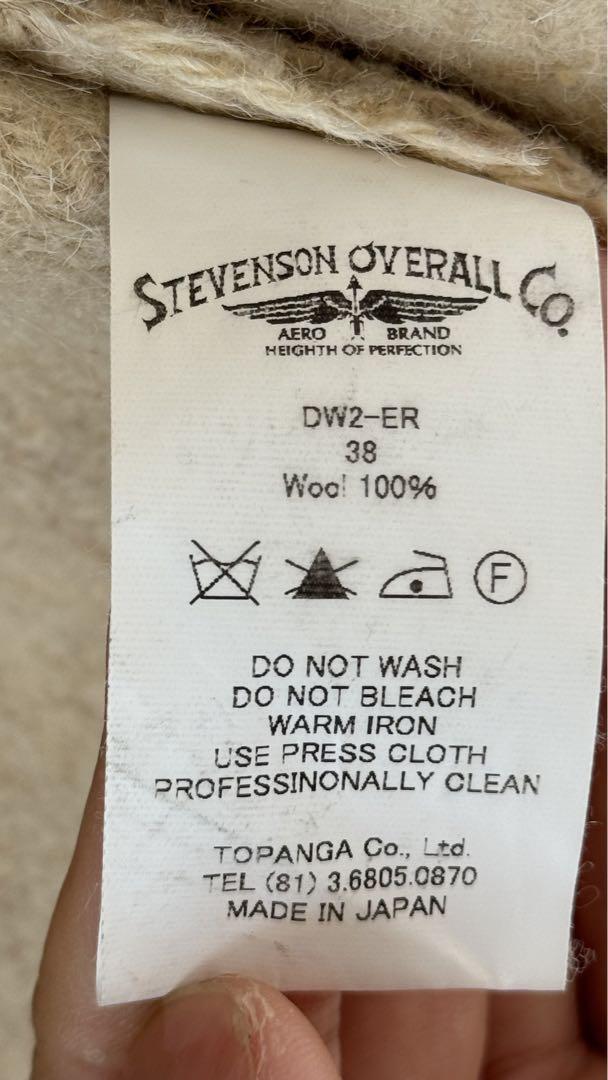 STEVENSON OVERALL CO.
AERO BRAND
HEIGHTH OF PERFECTION
DW2-ER
38
Wool 100%
F
DO NOT WASH
DO NOT BLEACH
WARM IRON
USE PRESS CLOTH
PROFESSINONALLY CLEAN
TOPANGA Co., Ltd.
TEL (81) 3.6805.0870
MADE IN JAPAN